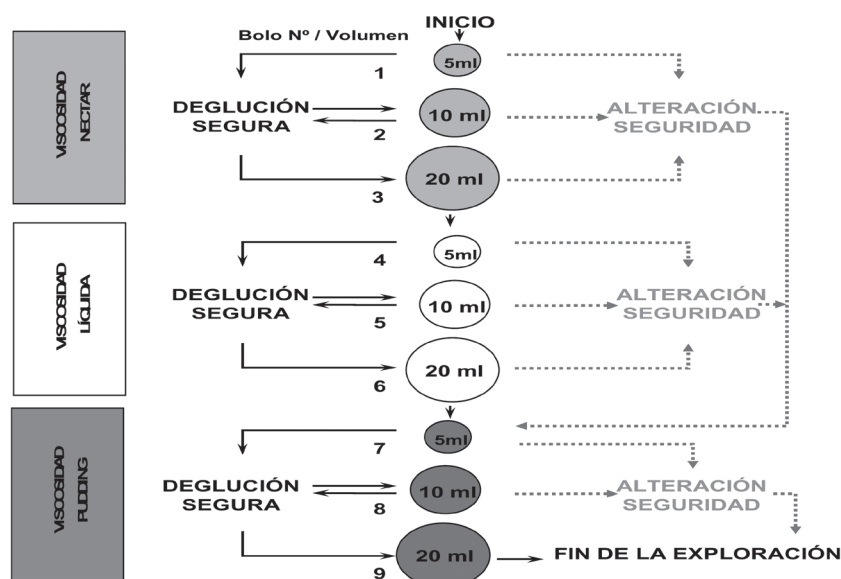 INICIO
Bolo Nº / Volumen
VISCOSIDAD
NECTAR
5ml
1
DEGLUCIÓN
SEGURA
10 ml
2
ALTERACIÓN
SEGURIDAD
20 ml
3
VISCOSIDAD
LÍQUIDA
5ml
4
DEGLUCIÓN
SEGURA
10 ml
5
ALTERACIÓN
SEGURIDAD
20 ml
6
VISCOSIDAD
PUDDING
5ml
7
DEGLUCIÓN
SEGURA
10 ml
8
ALTERACIÓN
SEGURIDAD
20 ml
9
FIN DE LA EXPLORACIÓN